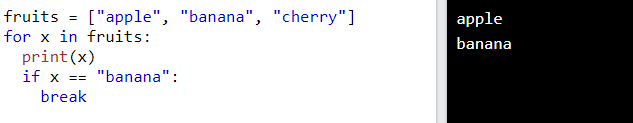 fruits = ["apple", "banana", "cherry"]
for x in fruits:
  print(x)
  if x == "banana":
    break
apple
banana